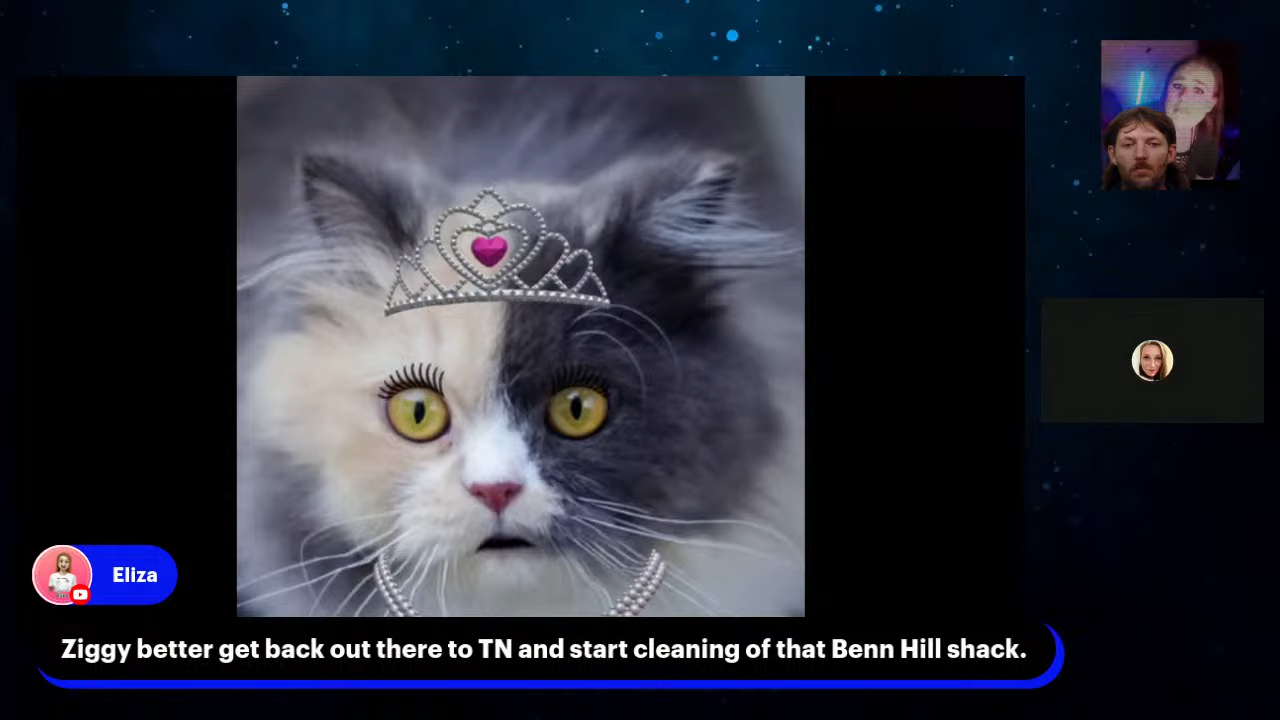 Eliza
Ziggy better get back out there to TN and start cleaning of that Benn Hill shack.